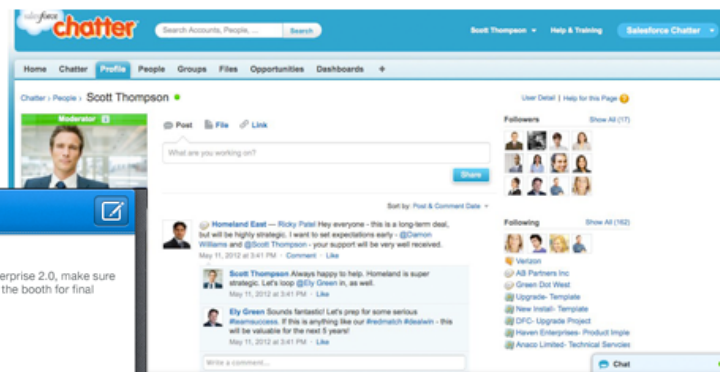 salesforce
chatter
Search Accounts, People, ... Search
Scott Thompson Help & Training Salesforce Chatter
Home Chatter Profile People Groups Files Opportunities Dashboards +
Chatter › People › Scott Thompson
User Detail | Help for this Page
Moderator
Post File Link
What are you working on?
Share
Sort by: Post & Comment Date
Homeland East — Ricky Patel Hey everyone - this is a long-term deal,
but will be highly strategic. I want to set expectations early - @Damon
Williams and @Scott Thompson - your support will be very well received.
May 11, 2012 at 3:41 PM · Comment · Like
Scott Thompson Always happy to help. Homeland is super
strategic. Let's loop @Ely Green in, as well.
May 11, 2012 at 3:41 PM · Like
Ely Green Sounds fantastic! Let's prep for some serious
#teamsuccess. If this is anything like our #redmatch #dealwin - this
will be valuable for the next 5 years!
May 11, 2012 at 3:41 PM · Like
Write a comment...
Followers Show All (17)
Following Show All (162)
Verizon
AB Partners Inc
Green Dot West
Upgrade- Template
New Install- Template
DFC- Upgrade Project
Haven Enterprises- Product Imple
Anaco Limited- Technical Services
Chat
erprise 2.0, make sure
the booth for final